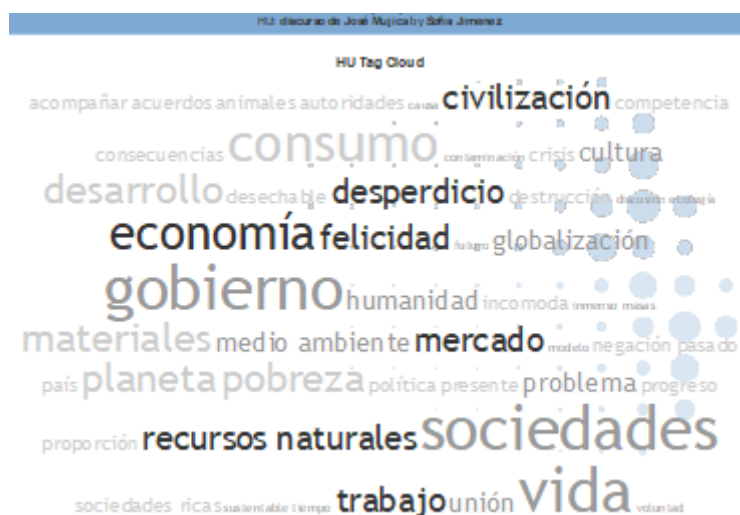 HU: discurso de José Mujica by Sofia Jimenez
HU Tag Cloud
acompañar acuerdos animales autoridades causa civilización competencia
consecuencias consumo contaminación crisis cultura
desarrollo desechable desperdicio destrucción discusión ecología
economía felicidad futuro globalización
gobierno humanidad incomoda inmenso masas
materiales medio ambiente mercado modelo negación pasado
país planeta pobreza política presente problema progreso
proporción recursos naturales sociedades
sociedades ricas sustentable tiempo trabajo unión vida voluntad